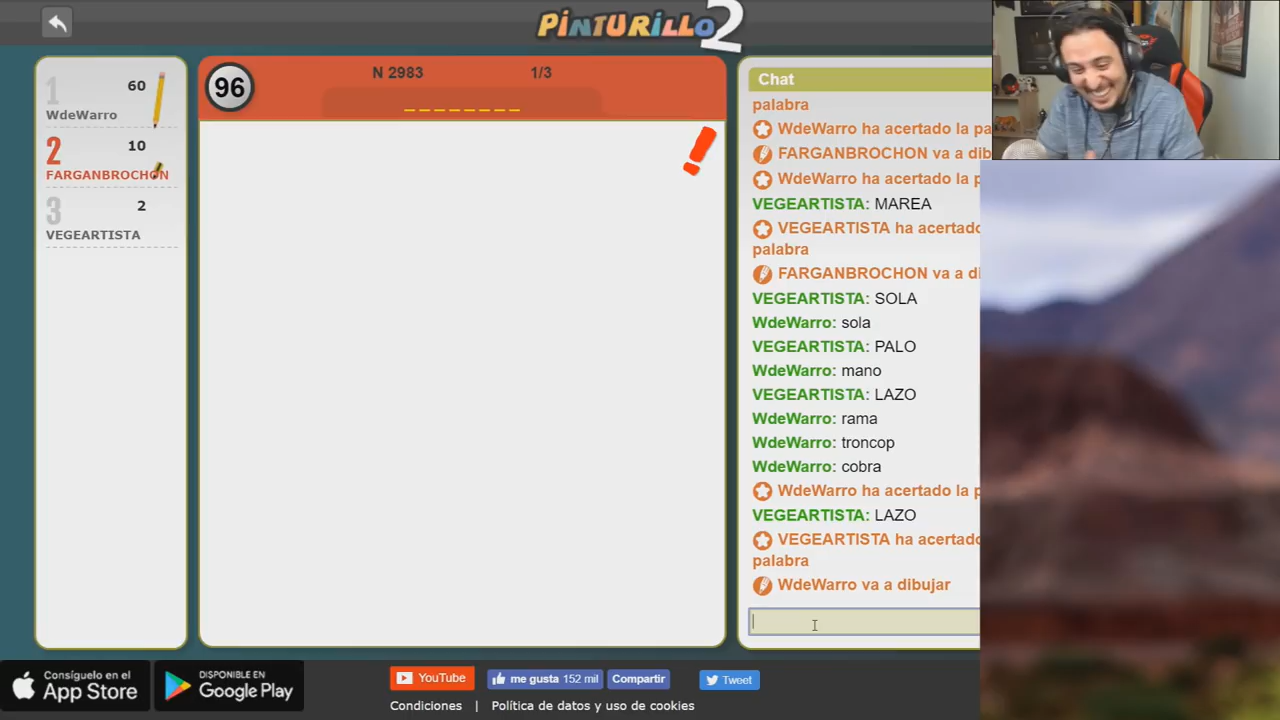 PINTURILLO 2
1 60
WdeWarro
2 10
FARGANBROCHON
3 2
VEGEARTISTA
96
N 2983 1/3
_ _ _ _ _ _ _ _
!
Chat
palabra
WdeWarro ha acertado la pa
FARGANBROCHON va a dib
WdeWarro ha acertado la p
VEGEARTISTA: MAREA
VEGEARTISTA ha acertado
palabra
FARGANBROCHON va a di
VEGEARTISTA: SOLA
WdeWarro: sola
VEGEARTISTA: PALO
WdeWarro: mano
VEGEARTISTA: LAZO
WdeWarro: rama
WdeWarro: troncop
WdeWarro: cobra
WdeWarro ha acertado la p
VEGEARTISTA: LAZO
VEGEARTISTA ha acertado
palabra
WdeWarro va a dibujar
Consíguelo en el
App Store
DISPONIBLE EN
Google Play
YouTube
me gusta 152 mil
Compartir
Tweet
Condiciones | Política de datos y uso de cookies